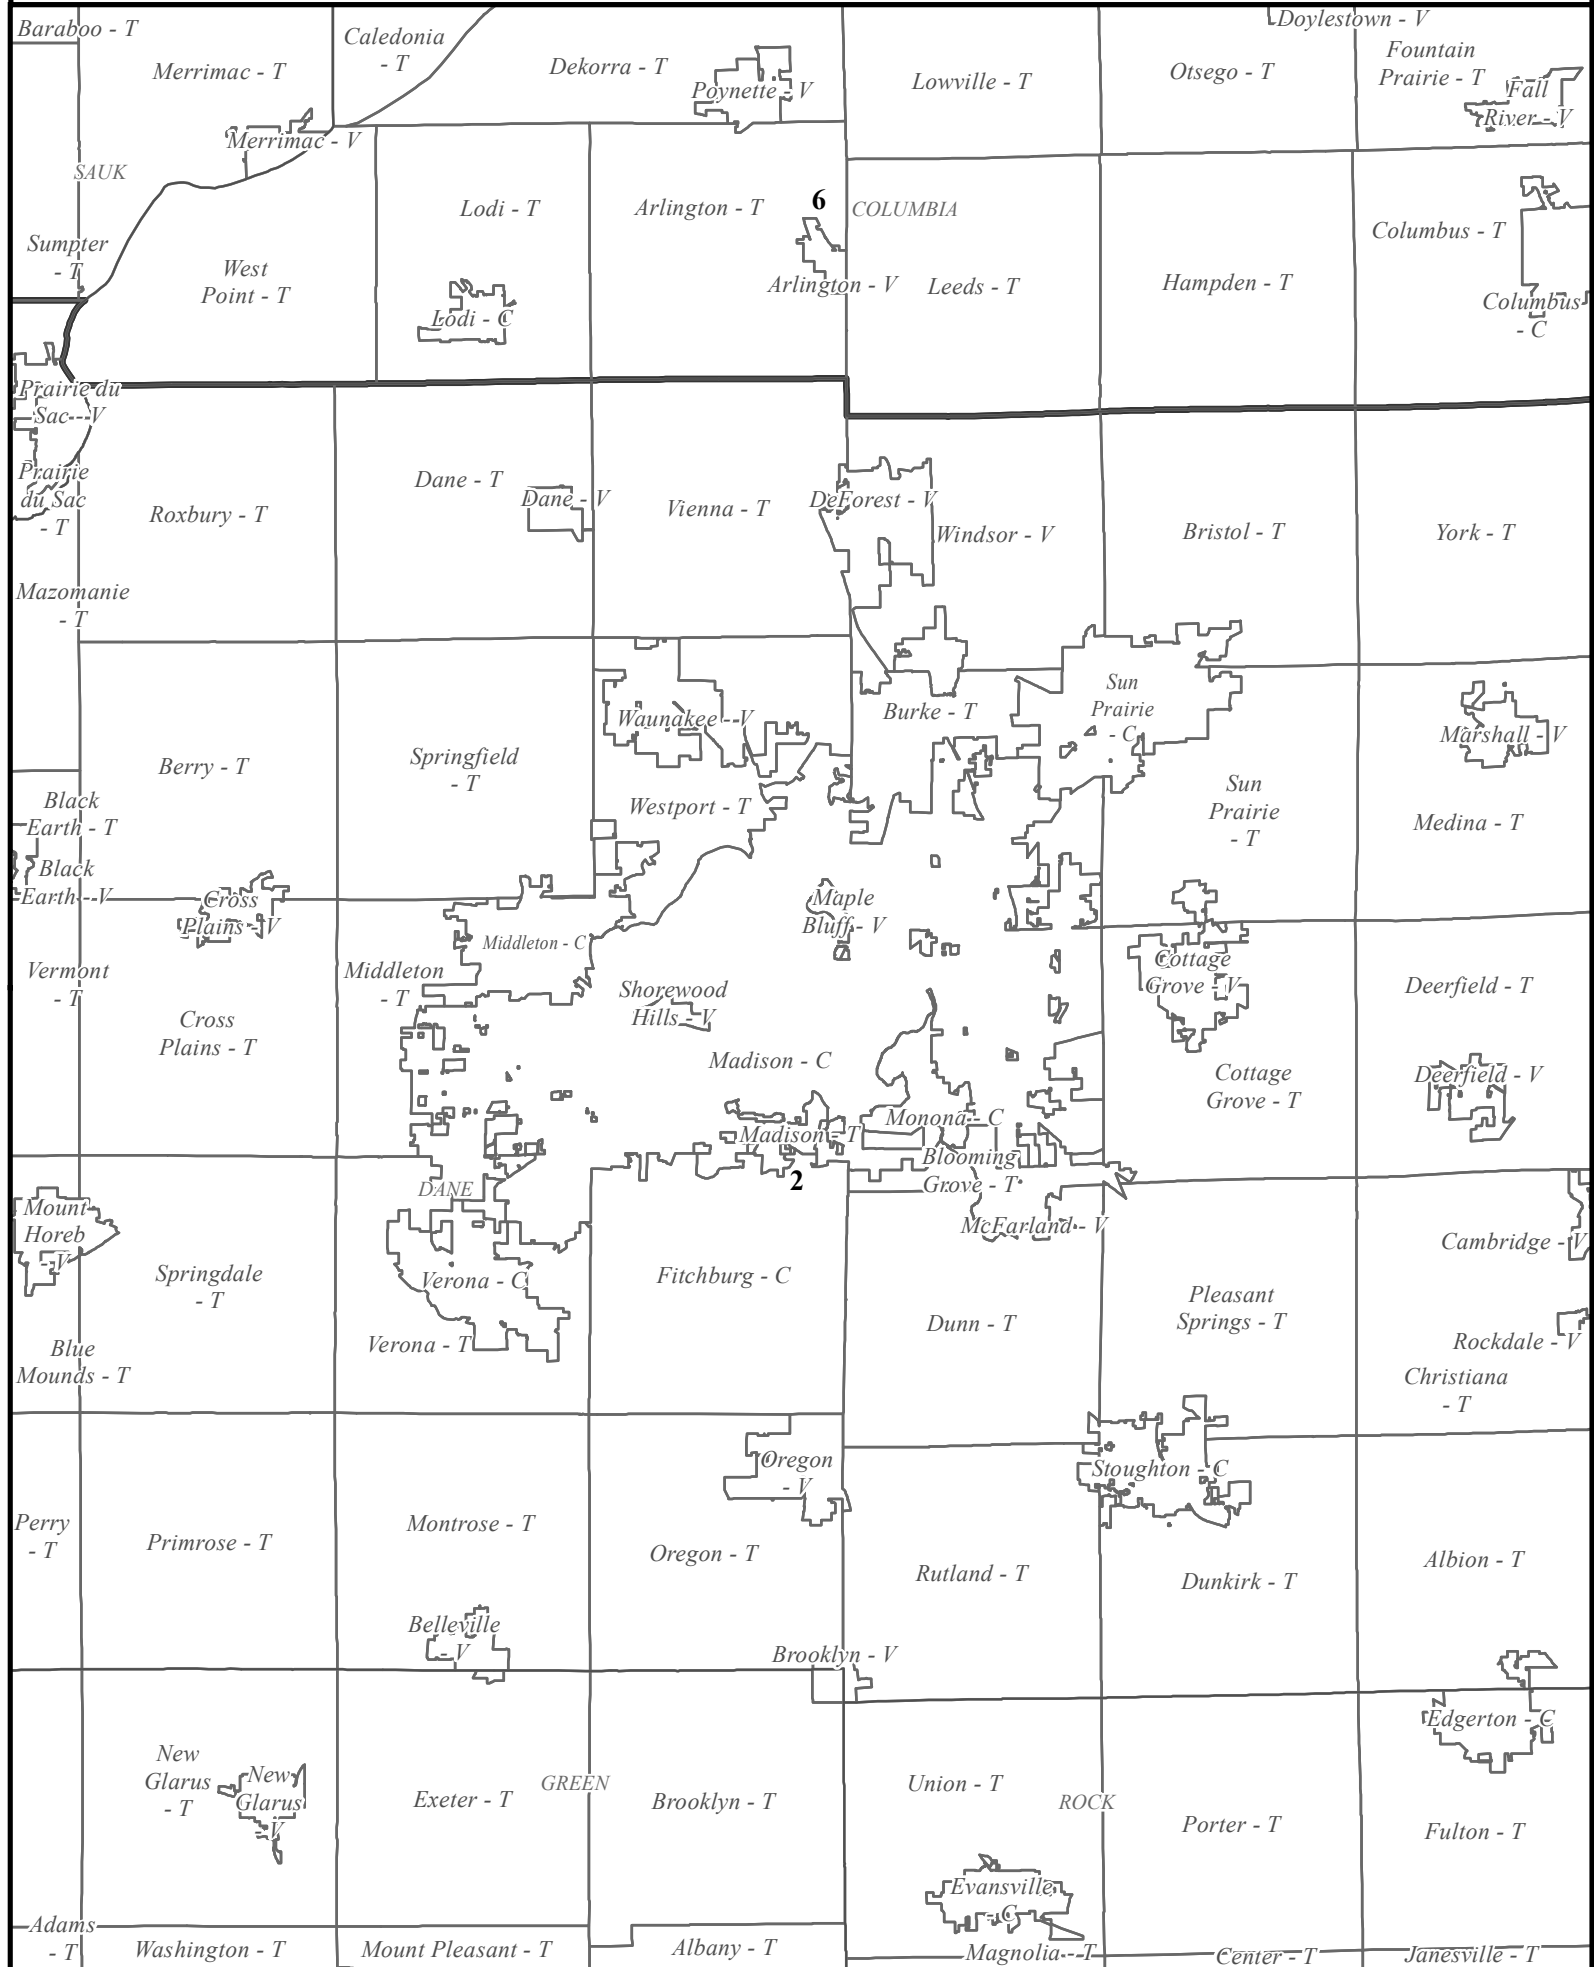 Baraboo - T
Caledonia
- T
Doylestown - V
Merrimac - T
Dekorra - T
Poynette - V
Lowville - T
Otsego - T
Fountain
Prairie - T
Fall
River - V
Merrimac - V
SAUK
Lodi - T
Arlington - T
6
COLUMBIA
Columbus - T
Sumpter
- T
West
Point - T
Arlington - V
Leeds - T
Hampden - T
Columbus
- C
Lodi - C
Prairie du
Sac - V
Prairie
du Sac
- T
Roxbury - T
Dane - T
Dane - V
Vienna - T
DeForest - V
Windsor - V
Bristol - T
York - T
Mazomanie
- T
Waunakee - V
Burke - T
Sun
Prairie
- C
Marshall - V
Berry - T
Springfield
- T
Westport - T
Sun
Prairie
- T
Medina - T
Black
Earth - T
Black
Earth - V
Cross
Plains - V
Middleton - C
Maple
Bluff - V
Vermont
- T
Middleton
- T
Shorewood
Hills - V
Cottage
Grove - V
Deerfield - T
Cross
Plains - T
Madison - C
Cottage
Grove - T
Deerfield - V
Madison - T
Monona - C
Blooming
Grove - T
2
DANE
McFarland - V
Mount
Horeb
- V
Springdale
- T
Verona - C
Fitchburg - C
Cambridge - V
Pleasant
Springs - T
Dunn - T
Rockdale - V
Verona - T
Blue
Mounds - T
Christiana
- T
Oregon
- V
Stoughton - C
Perry
- T
Primrose - T
Montrose - T
Oregon - T
Rutland - T
Dunkirk - T
Albion - T
Belleville
- V
Brooklyn - V
Edgerton - C
New
Glarus
- T
New
Glarus
- V
Exeter - T
GREEN
Brooklyn - T
Union - T
ROCK
Porter - T
Fulton - T
Evansville
- C
Adams
- T
Washington - T
Mount Pleasant - T
Albany - T
Magnolia - T
Center - T
Janesville - T